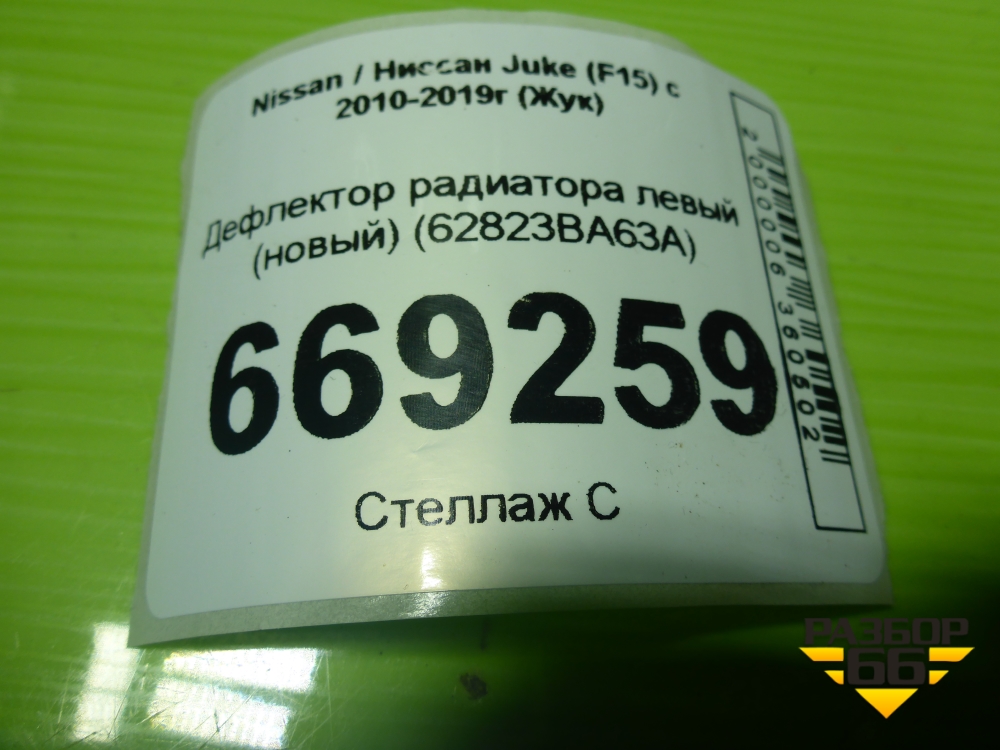 Nissan / Ниссан Juke (F15) с
2010-2019г (Жук)
Дефлектор радиатора левый
(новый) (62823BA63A)
669259
Стеллаж С
2000006360602
РАЗБОР
66